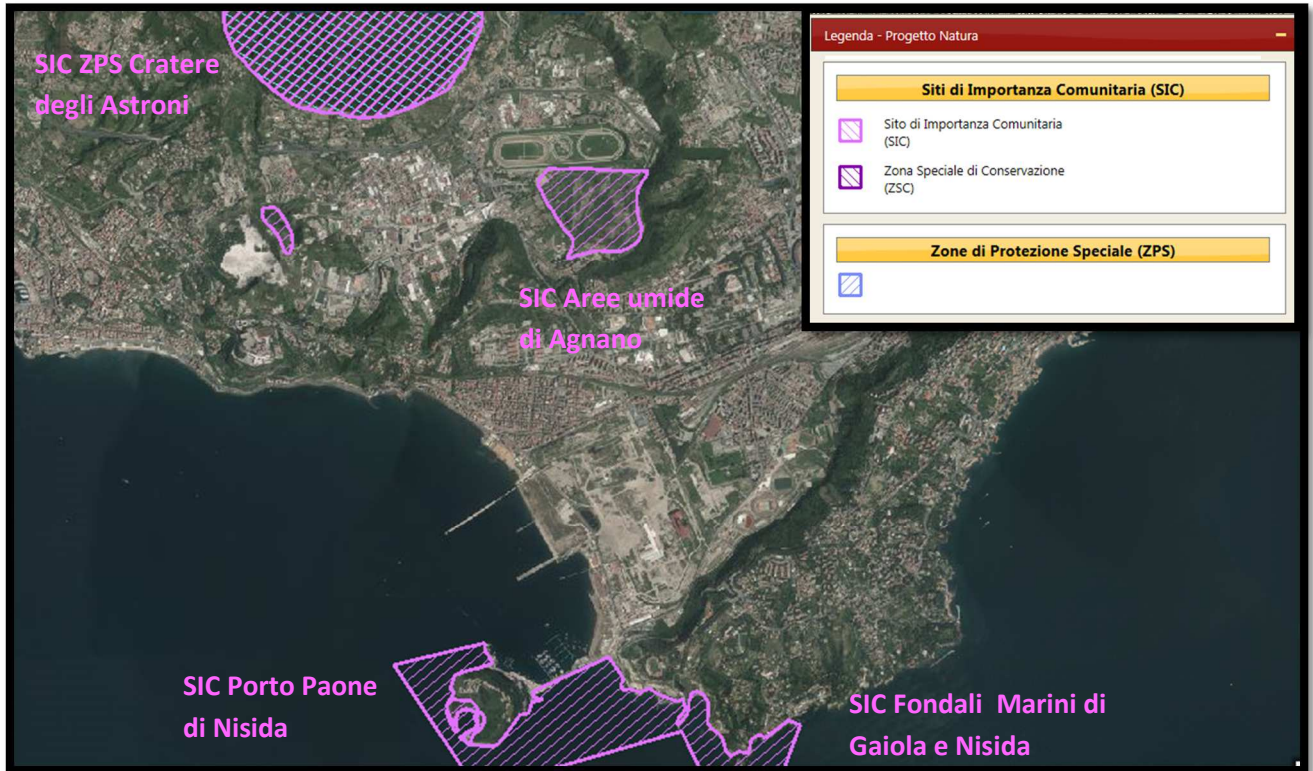 SIC ZPS Cratere
degli Astroni
Legenda - Progetto Natura
Siti di Importanza Comunitaria (SIC)
Sito di Importanza Comunitaria
(SIC)
Zona Speciale di Conservazione
(ZSC)
Zone di Protezione Speciale (ZPS)
SIC Aree umide
di Agnano
SIC Porto Paone
di Nisida
SIC Fondali Marini di
Gaiola e Nisida